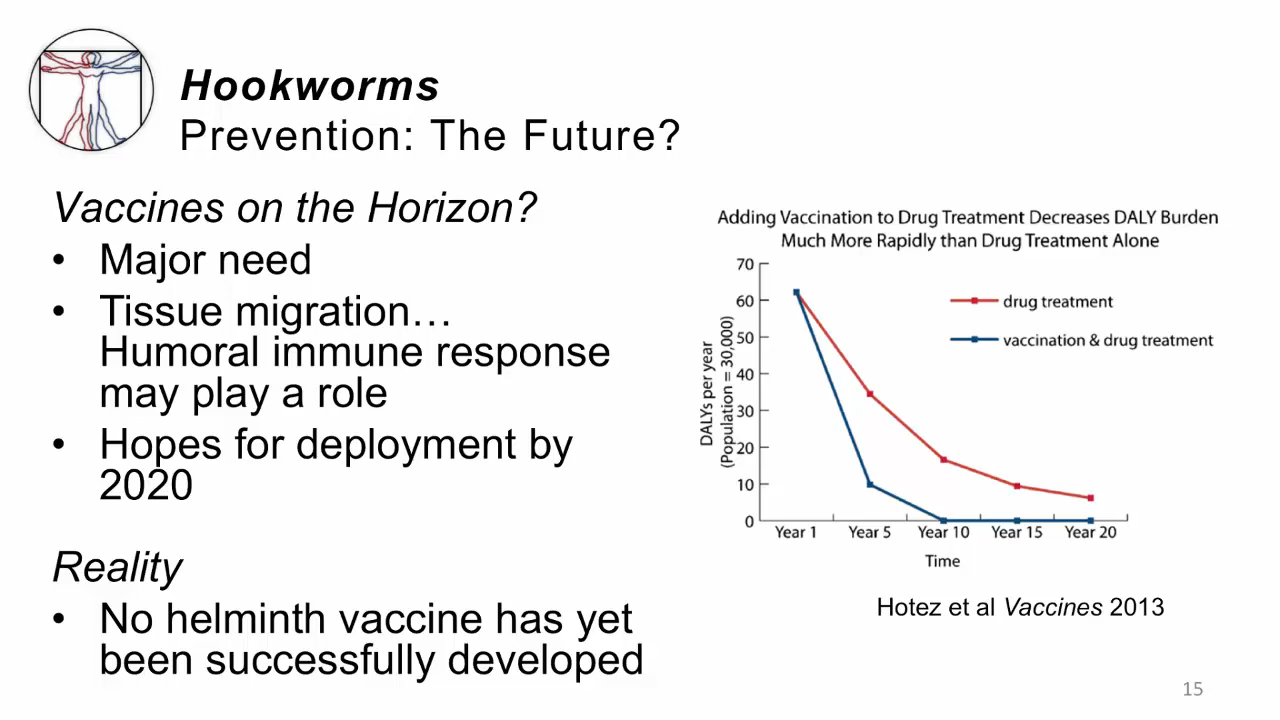 Hookworms
Prevention: The Future?
Vaccines on the Horizon?
• Major need
• Tissue migration…
Humoral immune response
may play a role
• Hopes for deployment by
2020
Reality
• No helminth vaccine has yet
been successfully developed
Adding Vaccination to Drug Treatment Decreases DALY Burden
Much More Rapidly than Drug Treatment Alone
DALYs per year
(Population = 30,000)
70
60
50
40
30
20
10
0
drug treatment
vaccination & drug treatment
Year 1 Year 5 Year 10 Year 15 Year 20
Time
Hotez et al Vaccines 2013
15